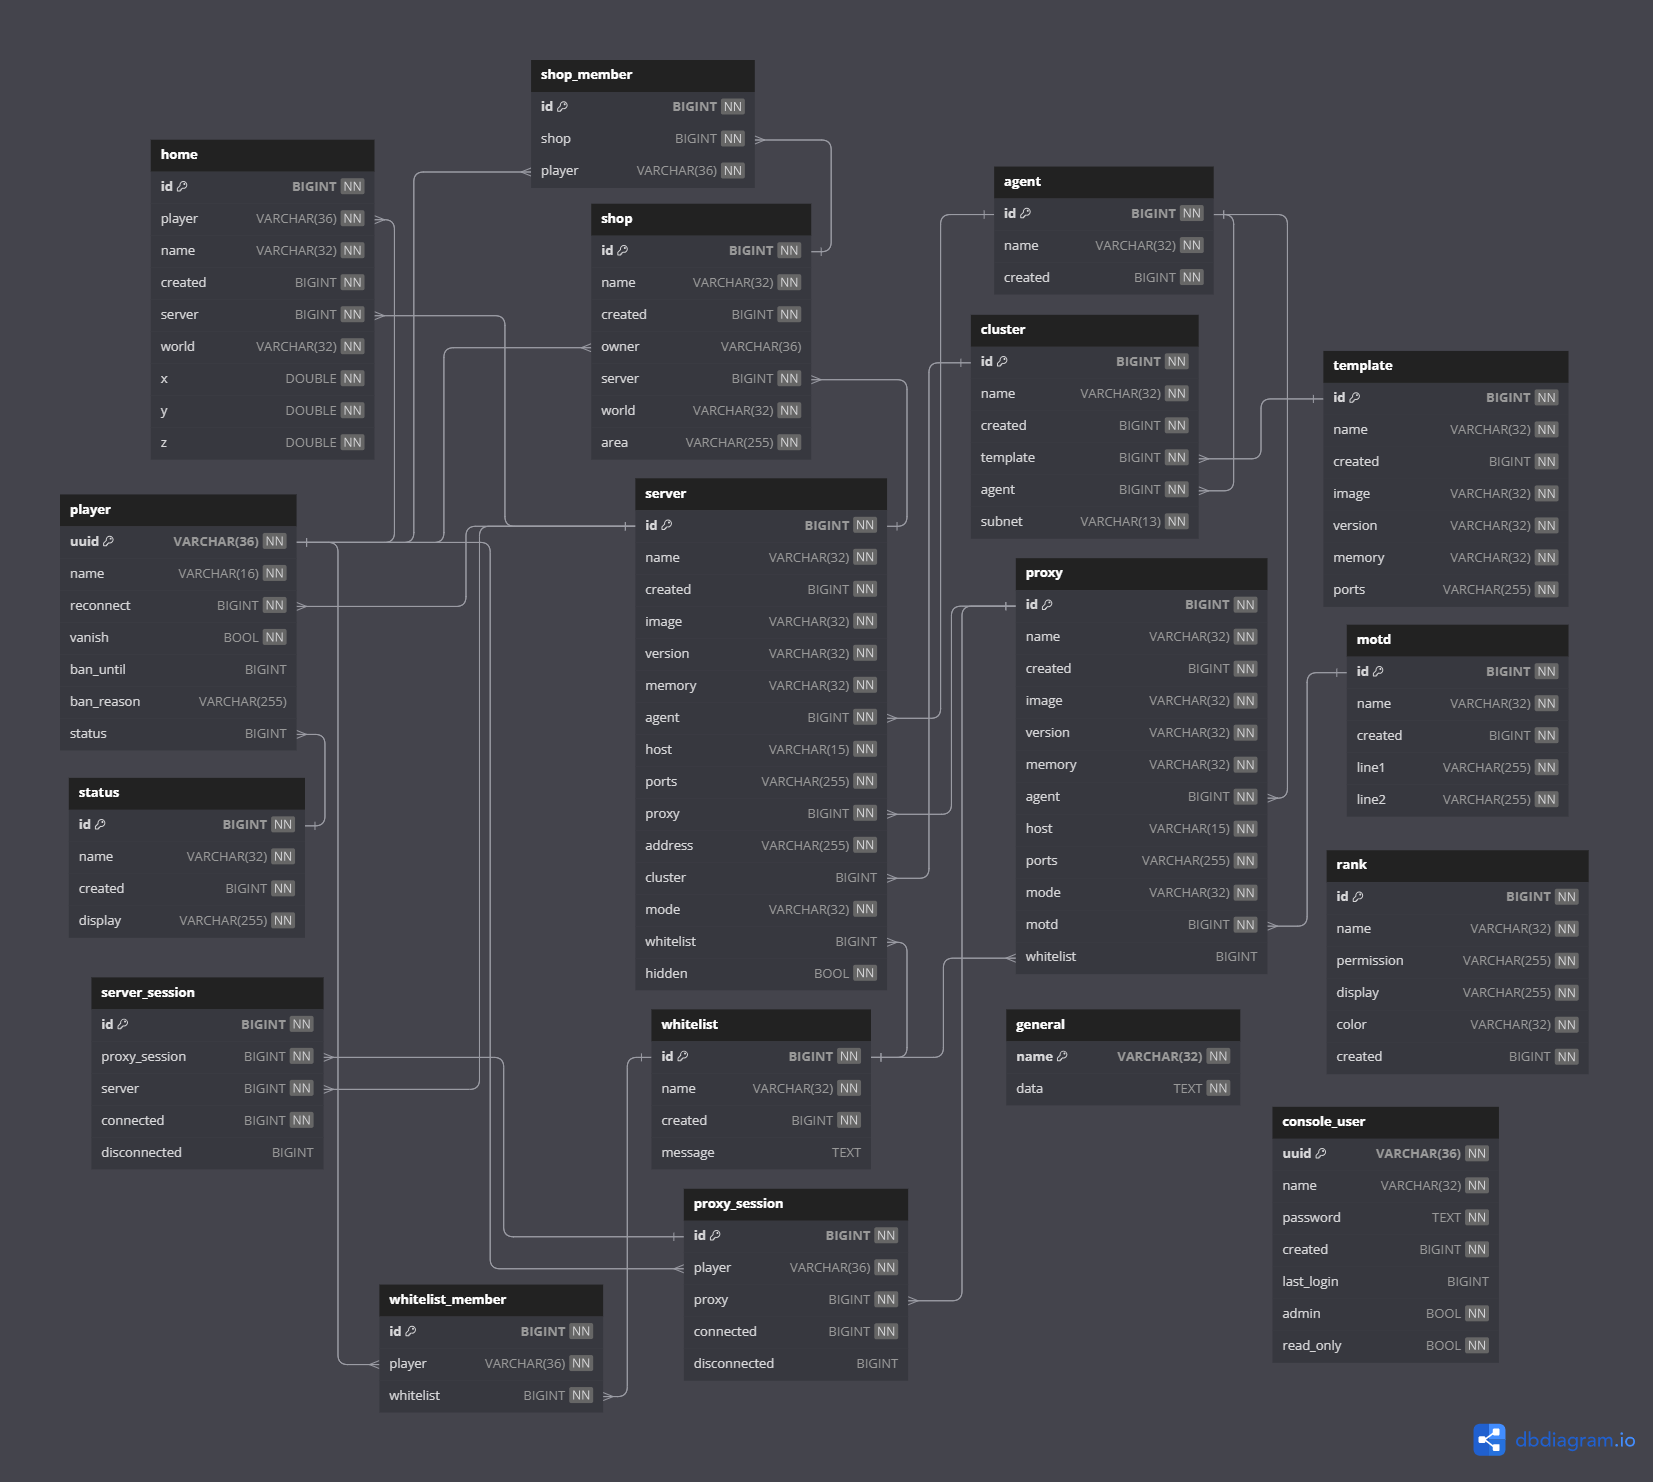 shop_member
id BIGINT NN
shop BIGINT NN
player VARCHAR(36) NN
home
id BIGINT NN
player VARCHAR(36) NN
name VARCHAR(32) NN
created BIGINT NN
server BIGINT NN
world VARCHAR(32) NN
x DOUBLE NN
y DOUBLE NN
z DOUBLE NN
shop
id BIGINT NN
name VARCHAR(32) NN
created BIGINT NN
owner VARCHAR(36)
server BIGINT NN
world VARCHAR(32) NN
area VARCHAR(255) NN
agent
id BIGINT NN
name VARCHAR(32) NN
created BIGINT NN
cluster
id BIGINT NN
name VARCHAR(32) NN
created BIGINT NN
template BIGINT NN
agent BIGINT NN
subnet VARCHAR(13) NN
template
id BIGINT NN
name VARCHAR(32) NN
created BIGINT NN
image VARCHAR(32) NN
version VARCHAR(32) NN
memory VARCHAR(32) NN
ports VARCHAR(255) NN
player
uuid VARCHAR(36) NN
name VARCHAR(16) NN
reconnect BIGINT NN
vanish BOOL NN
ban_until BIGINT
ban_reason VARCHAR(255)
status BIGINT
server
id BIGINT NN
name VARCHAR(32) NN
created BIGINT NN
image VARCHAR(32) NN
version VARCHAR(32) NN
memory VARCHAR(32) NN
agent BIGINT NN
host VARCHAR(15) NN
ports VARCHAR(255) NN
proxy BIGINT NN
address VARCHAR(255) NN
cluster BIGINT
mode VARCHAR(32) NN
whitelist BIGINT
hidden BOOL NN
proxy
id BIGINT NN
name VARCHAR(32) NN
created BIGINT NN
image VARCHAR(32) NN
version VARCHAR(32) NN
memory VARCHAR(32) NN
agent BIGINT NN
host VARCHAR(15) NN
ports VARCHAR(255) NN
mode VARCHAR(32) NN
motd BIGINT NN
whitelist BIGINT
motd
id BIGINT NN
name VARCHAR(32) NN
created BIGINT NN
line1 VARCHAR(255) NN
line2 VARCHAR(255) NN
status
id BIGINT NN
name VARCHAR(32) NN
created BIGINT NN
display VARCHAR(255) NN
rank
id BIGINT NN
name VARCHAR(32) NN
permission VARCHAR(255) NN
display VARCHAR(255) NN
color VARCHAR(32) NN
created BIGINT NN
server_session
id BIGINT NN
proxy_session BIGINT NN
server BIGINT NN
connected BIGINT NN
disconnected BIGINT
whitelist
id BIGINT NN
name VARCHAR(32) NN
created BIGINT NN
message TEXT
general
name VARCHAR(32) NN
data TEXT NN
console_user
uuid VARCHAR(36) NN
name VARCHAR(32) NN
password TEXT NN
created BIGINT NN
last_login BIGINT
admin BOOL NN
read_only BOOL NN
proxy_session
id BIGINT NN
player VARCHAR(36) NN
proxy BIGINT NN
connected BIGINT NN
disconnected BIGINT
whitelist_member
id BIGINT NN
player VARCHAR(36) NN
whitelist BIGINT NN
dbdiagram.io